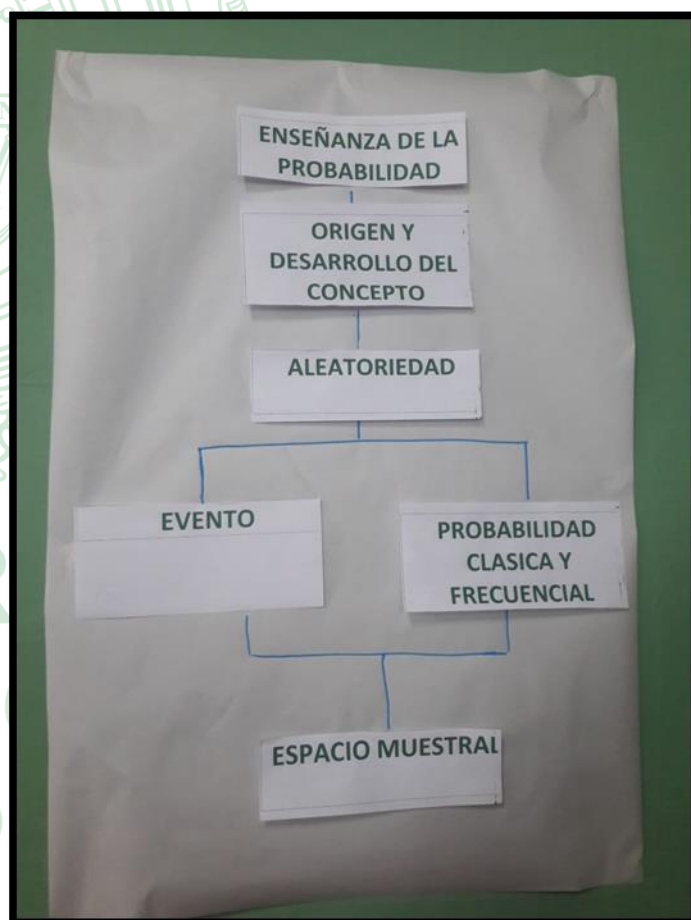 ENSEÑANZA DE LA
PROBABILIDAD
ORIGEN Y
DESARROLLO DEL
CONCEPTO
ALEATORIEDAD
EVENTO
PROBABILIDAD
CLASICA Y
FRECUENCIAL
ESPACIO MUESTRAL